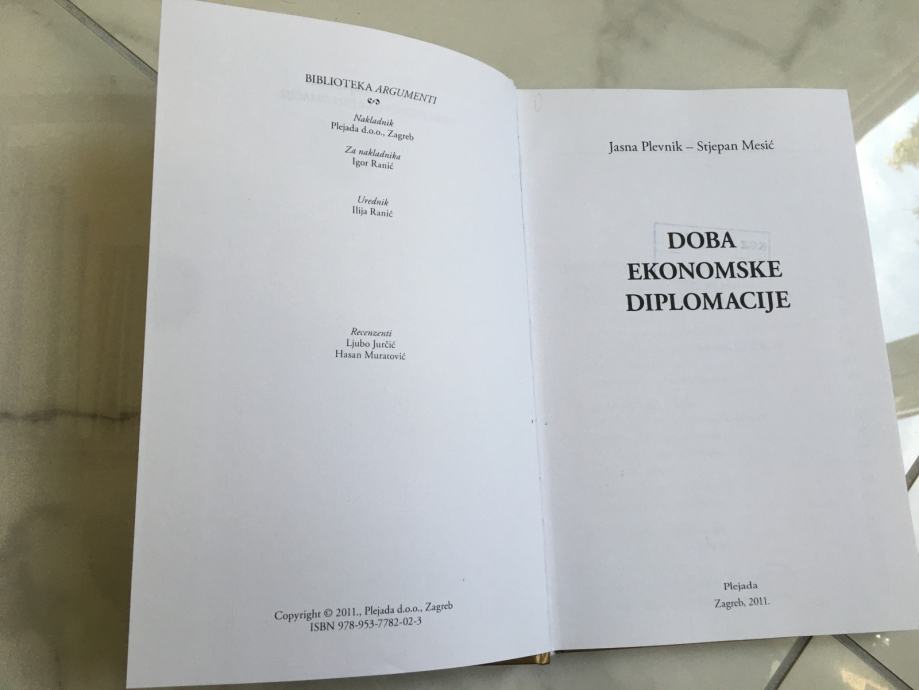 BIBLIOTEKA ARGUMENTI
Nakladnik
Plejada d.o.o., Zagreb
Za nakladnika
Igor Ranić
Urednik
Ilija Ranić
Recenzenti
Ljubo Jurčić
Hasan Muratović
Copyright © 2011., Plejada d.o.o., Zagreb
ISBN 978-953-7782-02-3
Jasna Plevnik – Stjepan Mesić
DOBA
EKONOMSKE
DIPLOMACIJE
Plejada
Zagreb, 2011.